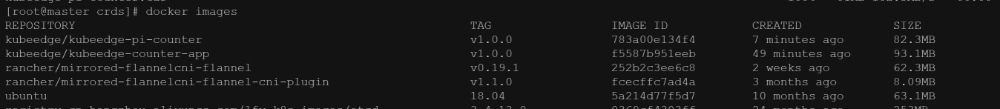 [root@master crds]# docker images
REPOSITORY TAG IMAGE ID CREATED SIZE
kubeedge/kubeedge-pi-counter v1.0.0 783a00e134f4 7 minutes ago 82.3MB
kubeedge/kubeedge-counter-app v1.0.0 f5587b951eeb 49 minutes ago 93.1MB
rancher/mirrored-flannelcni-flannel v0.19.1 252b2c3ee6c8 2 weeks ago 62.3MB
rancher/mirrored-flannelcni-flannel-cni-plugin v1.1.0 fcecffc7ad4a 3 months ago 8.09MB
ubuntu 18.04 5a214d77f5d7 10 months ago 63.1MB